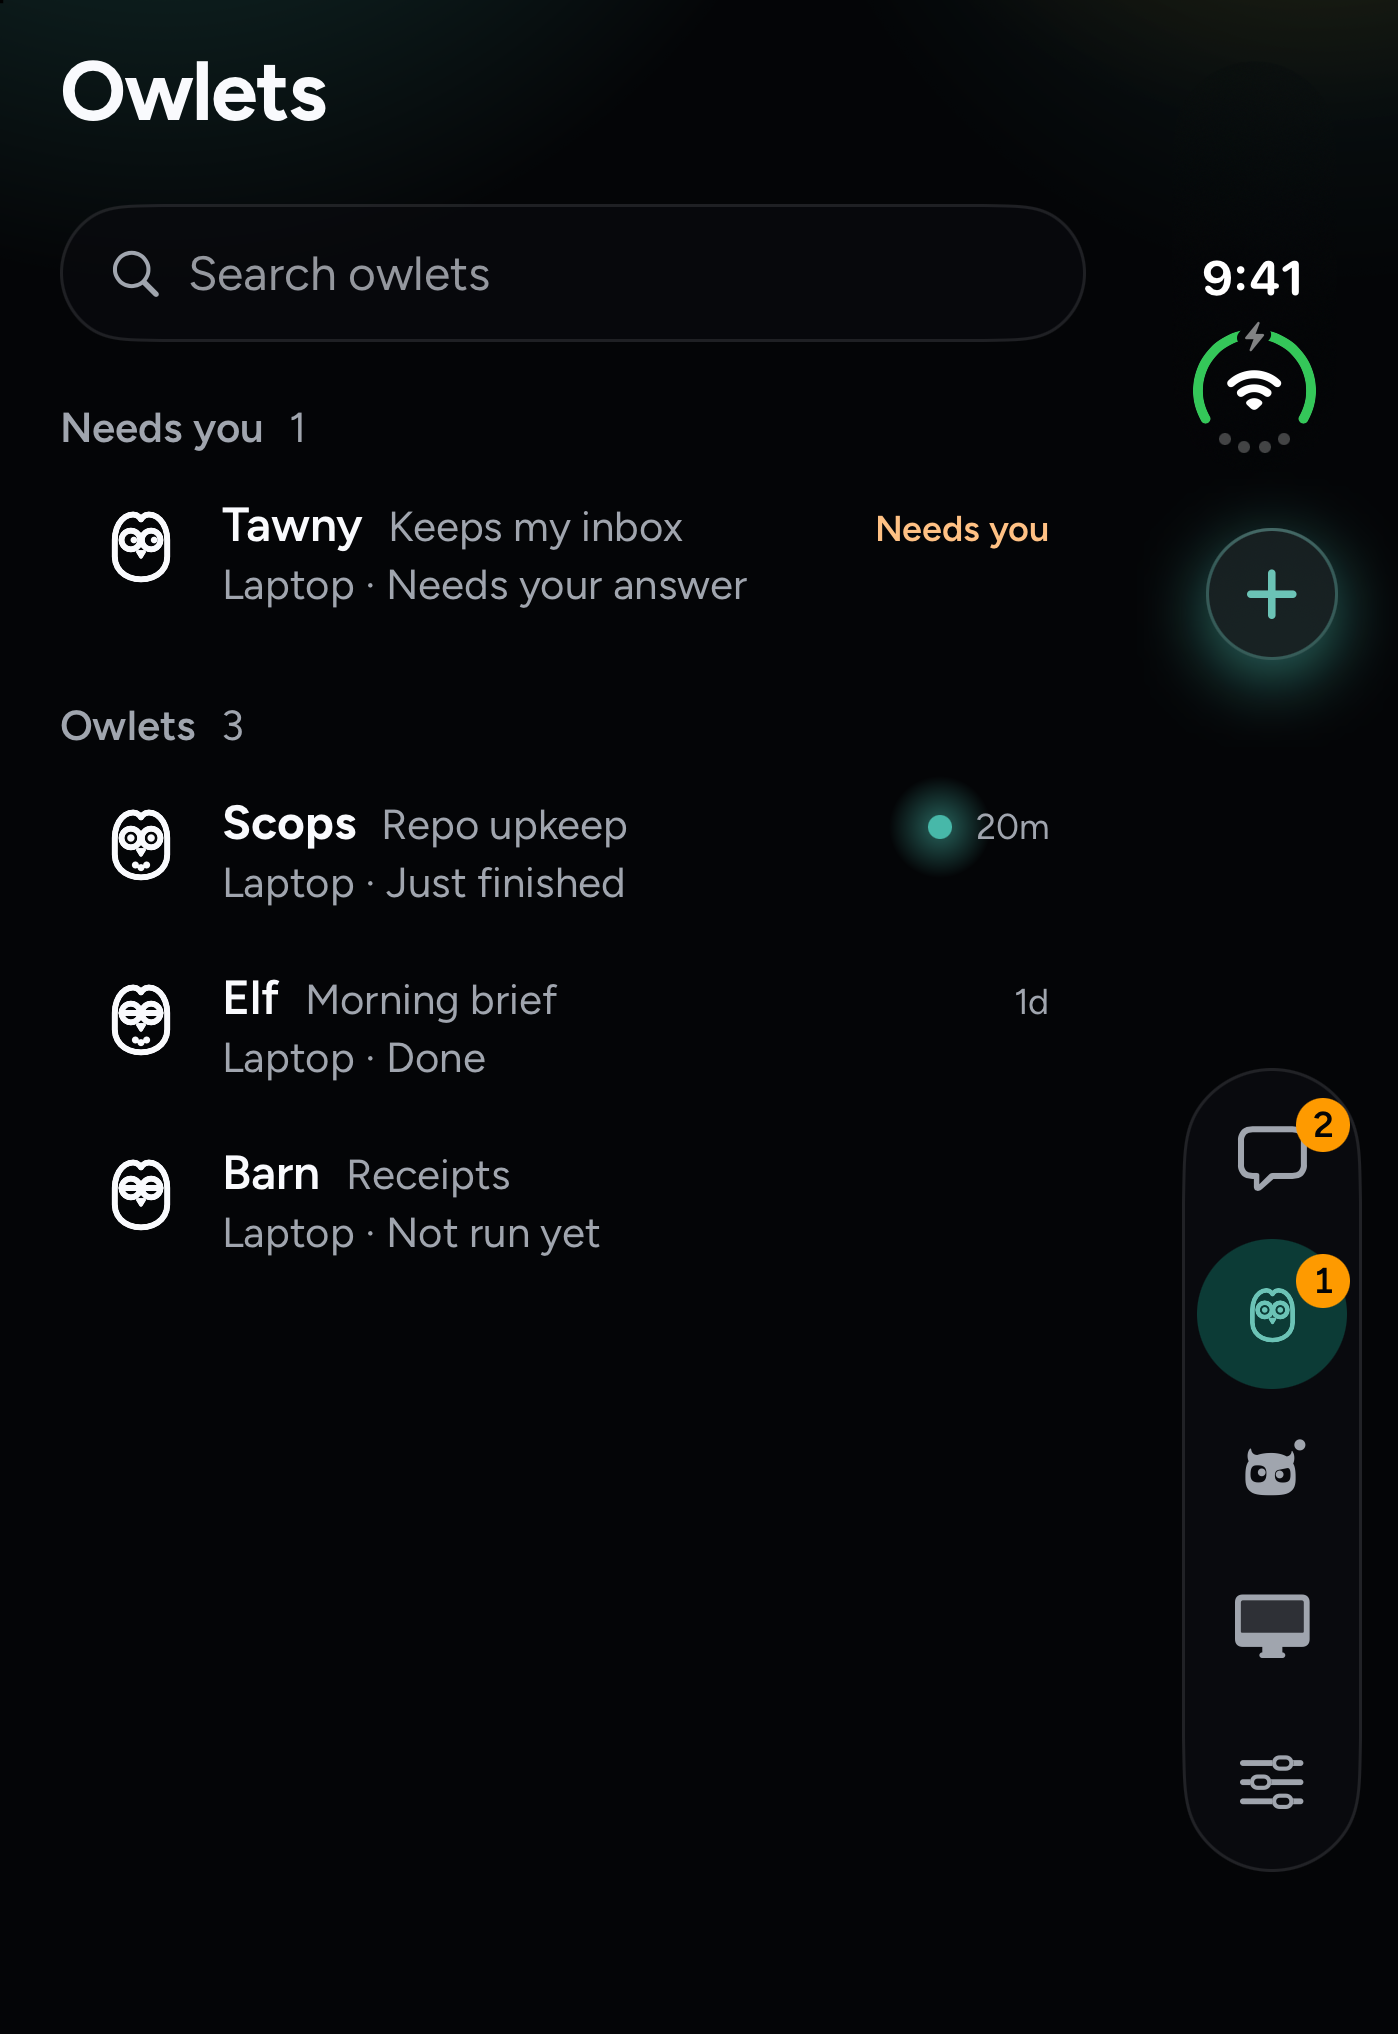 Owlets
Search owlets
9:41
Needs you 1
Tawny Keeps my inbox Needs you
Laptop · Needs your answer
Owlets 3
Scops Repo upkeep 20m
Laptop · Just finished
Elf Morning brief 1d
Laptop · Done
2
Barn Receipts
Laptop · Not run yet
1